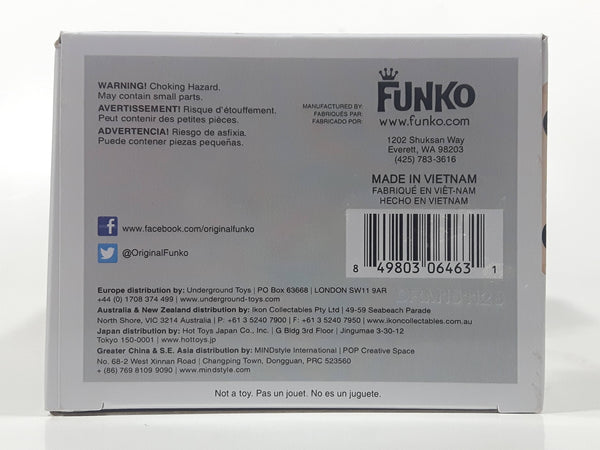 WARNING! Choking Hazard.
May contain small parts.
AVERTISSEMENT! Risque d'étouffement.
Peut contenir des petites pièces.
ADVERTENCIA! Riesgo de asfixia.
Puede contener piezas pequeñas.
MANUFACTURED BY:
FABRIQUÉS PAR:
FABRICADO POR:
FUNKO
www.funko.com
1202 Shuksan Way
Everett, WA 98203
(425) 783-3616
MADE IN VIETNAM
FABRIQUÉ EN VIÊT-NAM
HECHO EN VIETNAM
8 49803 06463 1
www.facebook.com/originalfunko
@OriginalFunko
Europe distribution by: Underground Toys | PO Box 63668 | LONDON SW11 9AR
+44 (0) 1708 374 499 | www.underground-toys.com
Australia & New Zealand distribution by: Ikon Collectables Pty Ltd | 49-59 Seabeach Parade
North Shore, VIC 3214 Australia | P: +61 3 5240 7900 | F: +61 3 5240 7950 | www.ikoncollectables.com.au
Japan distribution by: Hot Toys Japan Co., Inc. | G Bldg 3rd Floor | Jingumae 3-30-12
Tokyo 150-0001 | www.hottoys.jp
Greater China & S.E. Asia distribution by: MINDstyle International | POP Creative Space
No. 68-2 West Xinnan Road | Changping Town, Dongguan, PRC 523560
+ (86) 769 8109 9090 | www.mindstyle.com
Not a toy. Pas un jouet. No es un juguete.